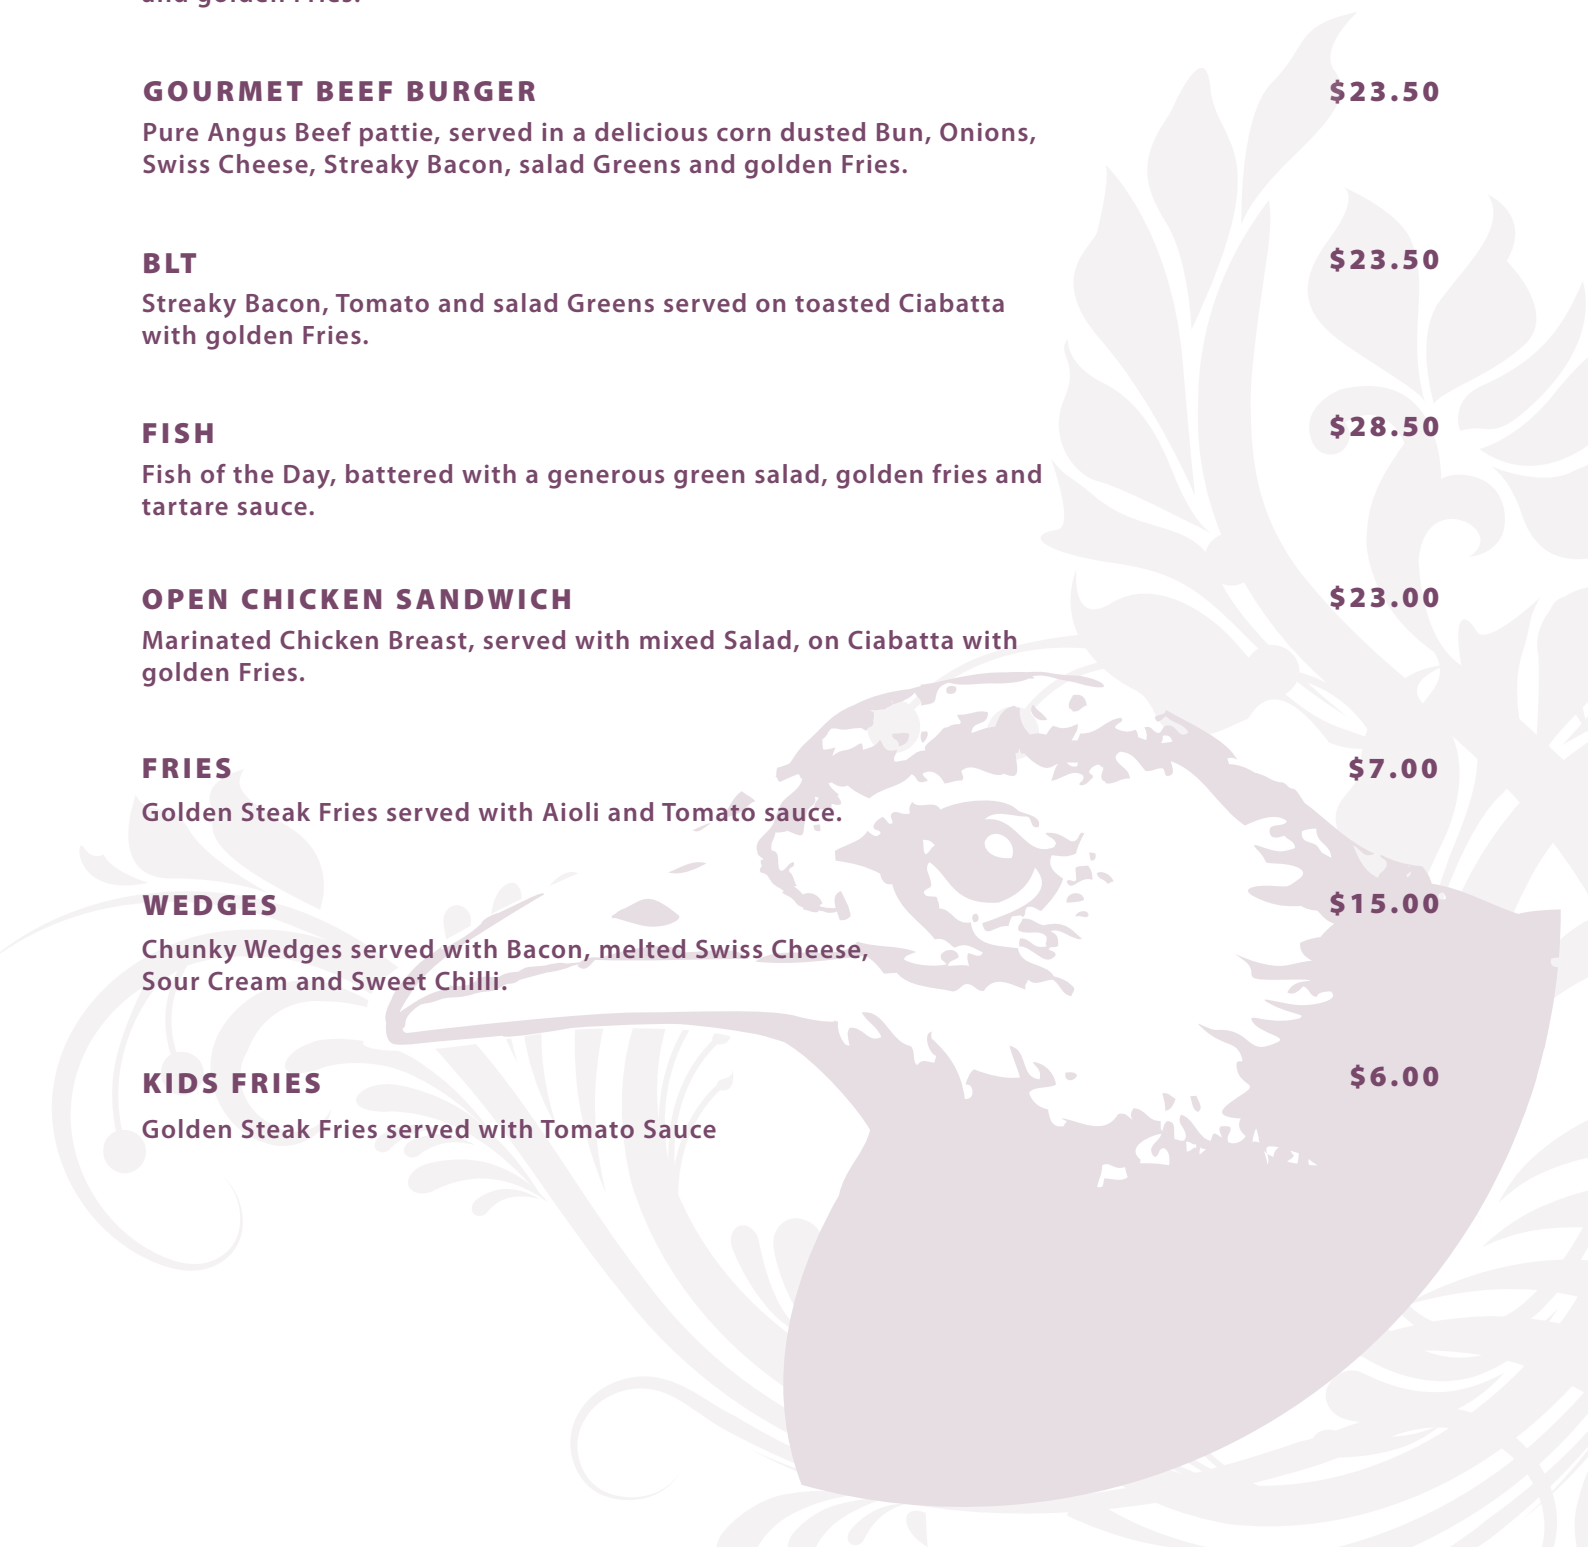 and golden Fries.
GOURMET BEEF BURGER $23.50
Pure Angus Beef pattie, served in a delicious corn dusted Bun, Onions,
Swiss Cheese, Streaky Bacon, salad Greens and golden Fries.
BLT $23.50
Streaky Bacon, Tomato and salad Greens served on toasted Ciabatta
with golden Fries.
FISH $28.50
Fish of the Day, battered with a generous green salad, golden fries and
tartare sauce.
OPEN CHICKEN SANDWICH $23.00
Marinated Chicken Breast, served with mixed Salad, on Ciabatta with
golden Fries.
FRIES $7.00
Golden Steak Fries served with Aioli and Tomato sauce.
WEDGES $15.00
Chunky Wedges served with Bacon, melted Swiss Cheese,
Sour Cream and Sweet Chilli.
KIDS FRIES $6.00
Golden Steak Fries served with Tomato Sauce